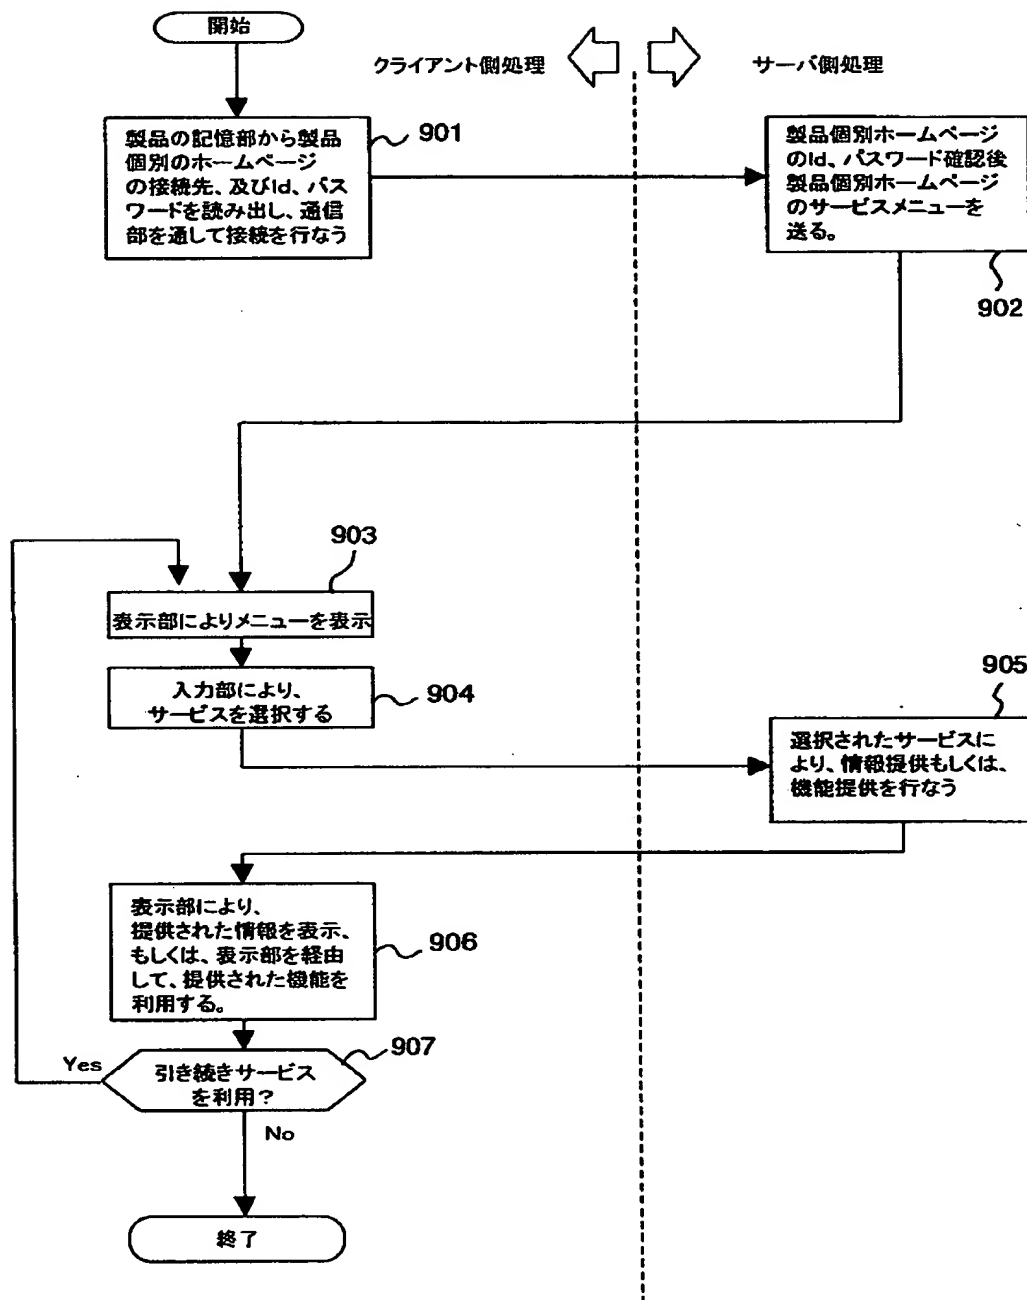 開始
クライアント側処理
サーバ側処理
製品の記憶部から製品
個別のホームページ
の接続先、及びId、パス
ワードを読み出し、通信
部を通して接続を行なう
901
製品個別ホームページ
のId、パスワード確認後
製品個別ホームページ
のサービスメニューを
送る。
902
903
表示部によりメニューを表示
入力部により、
サービスを選択する
904
905
選択されたサービスに
より、情報提供もしくは、
機能提供を行なう
表示部により、
提供された情報を表示、
もしくは、表示部を経由
して、提供された機能を
利用する。
906
907
Yes
引き続きサービス
を利用？
No
終了